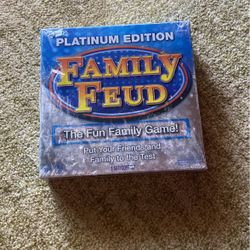 PLATINUM EDITION
FAMILY
FEUD
The Fun Family Game!
Put Your Friends and
Family to the Test